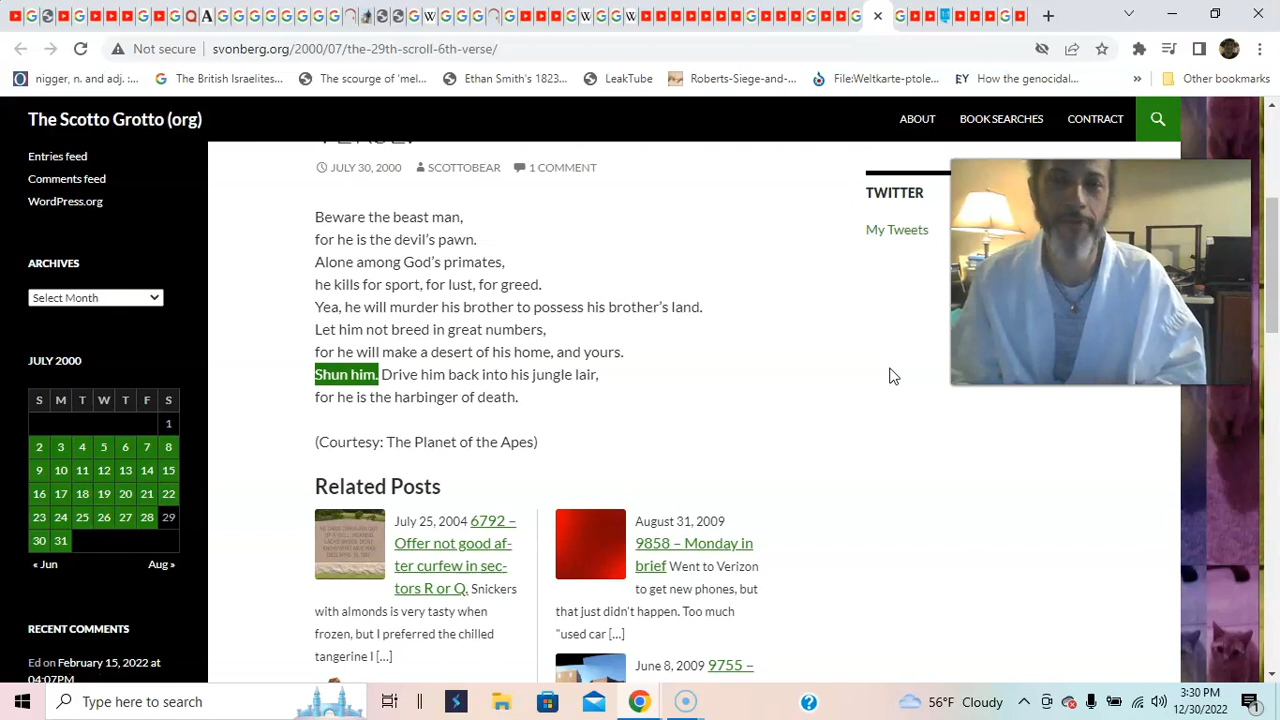 Not secure svonberg.org/2000/07/the-29th-scroll-6th-verse/
nigger, n. and adj. :... The British Israelites... The scourge of 'mel... Ethan Smith's 1823... LeakTube Roberts-Siege-and-... File:Weltkarte-ptole... How the genocidal... » Other bookmarks
The Scotto Grotto (org) ABOUT BOOK SEARCHES CONTRACT
Entries feed
Comments feed
WordPress.org
ARCHIVES
Select Month
JULY 2000
S M T W T F S
1
2 3 4 5 6 7 8
9 10 11 12 13 14 15
16 17 18 19 20 21 22
23 24 25 26 27 28 29
30 31
« Jun Aug »
RECENT COMMENTS
Ed on February 15, 2022 at
04:07PM
JULY 30, 2000 SCOTTOBEAR 1 COMMENT
Beware the beast man,
for he is the devil's pawn.
Alone among God's primates,
he kills for sport, for lust, for greed.
Yea, he will murder his brother to possess his brother's land.
Let him not breed in great numbers,
for he will make a desert of his home, and yours.
Shun him. Drive him back into his jungle lair,
for he is the harbinger of death.
(Courtesy: The Planet of the Apes)
Related Posts
July 25, 2004 6792 –
Offer not good af-
ter curfew in sec-
tors R or Q. Snickers
with almonds is very tasty when
frozen, but I preferred the chilled
tangerine I [...]
August 31, 2009
9858 – Monday in
brief Went to Verizon
to get new phones, but
that just didn't happen. Too much
"used car [...]
June 8, 2009 9755 –
TWITTER
My Tweets
Type here to search
56°F Cloudy
3:30 PM
12/30/2022